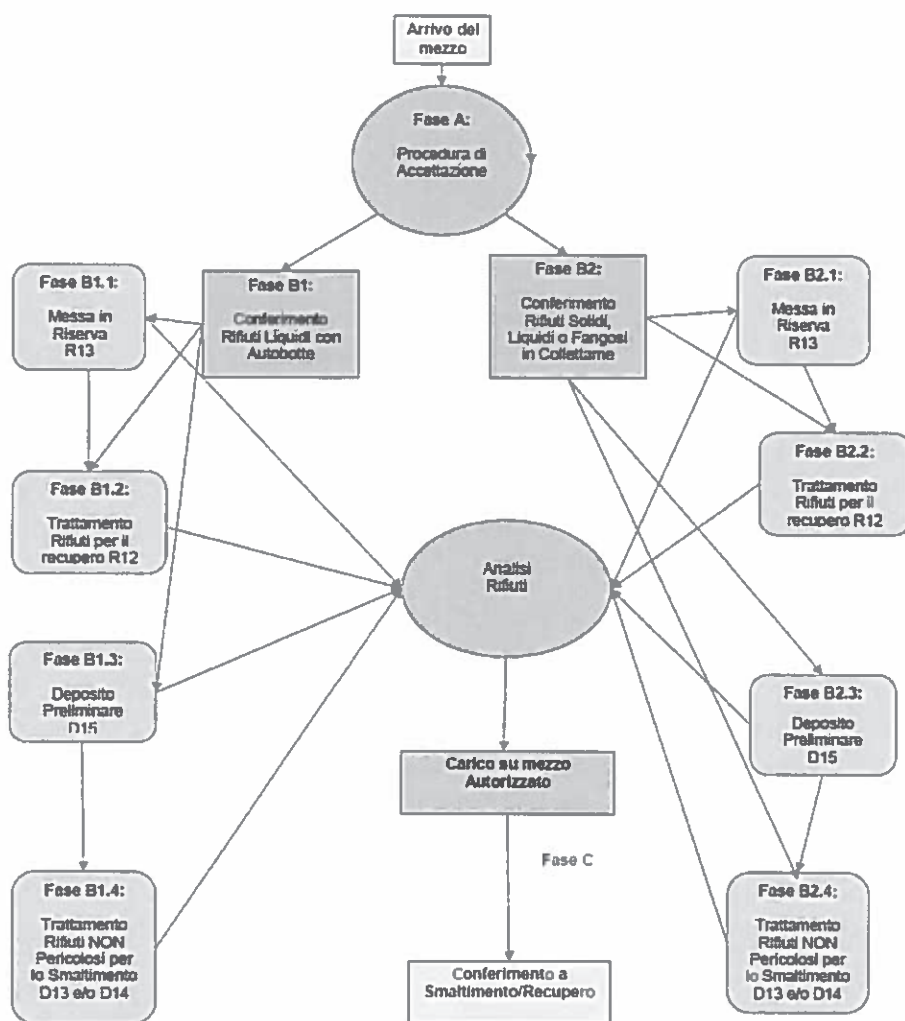 Arrivo del
mezzo
Fase A:
Procedura di
Accettazione
Fase B1.1:
Messa in
Riserva
R13
Fase B1:
Conferimento
Rifiuti Liquidi con
Autobotte
Fase B2:
Conferimento
Rifiuti Solidi,
Liquidi o Fangosi
in Collettame
Fase B2.1:
Messa in
Riserva
R13
Fase B1.2:
Trattamento
Rifiuti per il
recupero R12
Fase B2.2:
Trattamento
Rifiuti per il
recupero R12
Analisi
Rifiuti
Fase B1.3:
Deposito
Preliminare
D15
Fase B2.3:
Deposito
Preliminare
D15
Carico su mezzo
Autorizzato
Fase C
Fase B1.4:
Trattamento
Rifiuti NON
Pericolosi per
lo Smaltimento
D13 e/o D14
Fase B2.4:
Trattamento
Rifiuti NON
Pericolosi per
lo Smaltimento
D13 e/o D14
Conferimento a
Smaltimento/Recupero